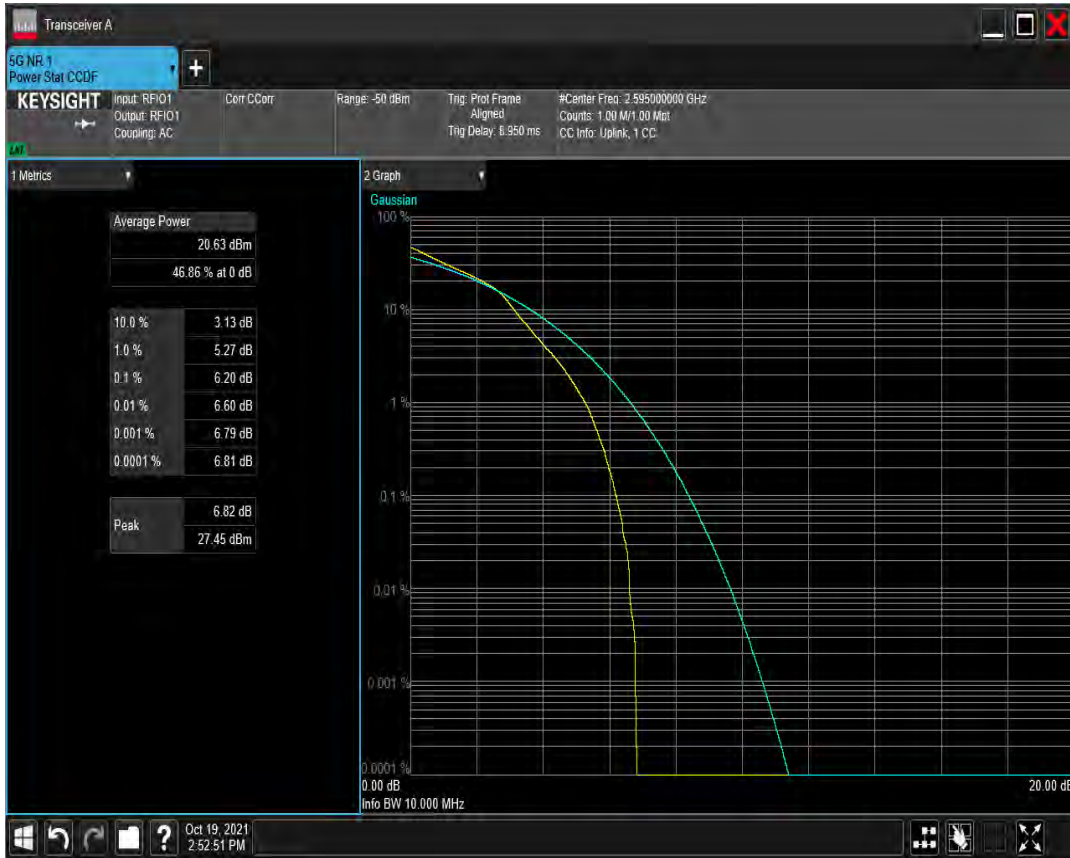 Transceiver A
5G NR 1
Power Stat CCDF
+
KEYSIGHT
Input: RFIO1
Output: RFIO1
Coupling: AC
Corr CCorr
Range: -50 dBm
Trig: Prot Frame
Aligned
Trig Delay: 8.950 ms
#Center Freq: 2.595000000 GHz
Counts: 1.00 M/1.00 Mpt
CC Info: Uplink, 1 CC
1 Metrics
Average Power
20.63 dBm
46.86 % at 0 dB
10.0 % 3.13 dB
1.0 % 5.27 dB
0.1 % 6.20 dB
0.01 % 6.60 dB
0.001 % 6.79 dB
0.0001 % 6.81 dB
Peak
6.82 dB
27.45 dBm
2 Graph
Gaussian
100 %
10 %
1 %
0.1 %
0.01 %
0.001 %
0.0001 %
0.00 dB
20.00 dB
Info BW 10.000 MHz
?
Oct 19, 2021
2:52:51 PM